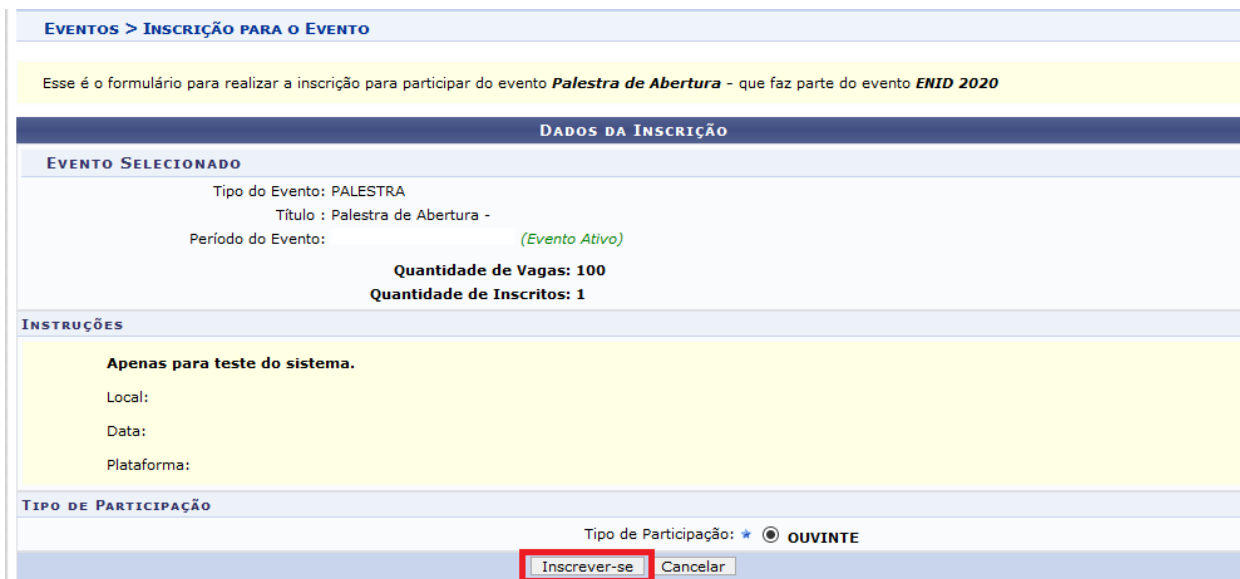 Eventos > Inscrição para o Evento
Esse é o formulário para realizar a inscrição para participar do evento Palestra de Abertura - que faz parte do evento ENID 2020
Dados da Inscrição
Evento Selecionado
Tipo do Evento: PALESTRA
Título : Palestra de Abertura -
Período do Evento: (Evento Ativo)
Quantidade de Vagas: 100
Quantidade de Inscritos: 1
Instruções
Apenas para teste do sistema.
Local:
Data:
Plataforma:
Tipo de Participação
Tipo de Participação: ★ OUVINTE
Inscrever-se Cancelar